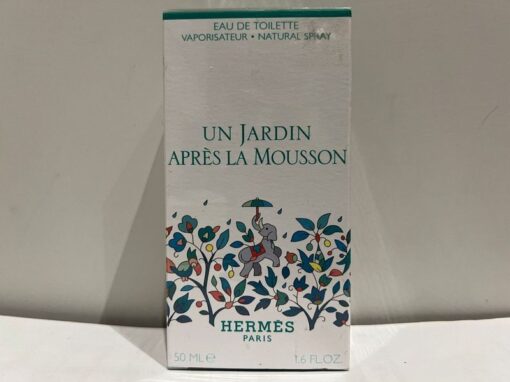 EAU DE TOILETTE
VAPORISATEUR • NATURAL SPRAY
UN JARDIN
APRÈS LA MOUSSON
HERMÈS
PARIS
50 ML ℮ 1.6 FL.OZ.